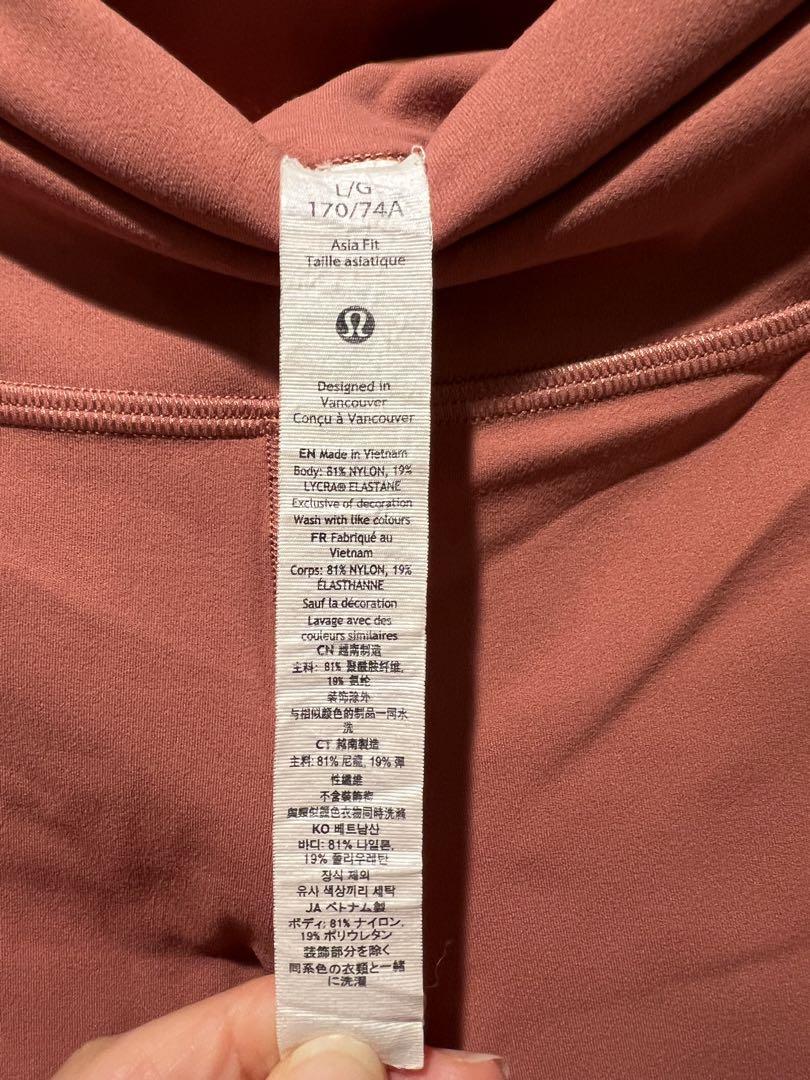 L/G
170/74A
Asia Fit
Taille asiatique
Designed in
Vancouver
Conçu à Vancouver
EN Made in Vietnam
Body: 81% NYLON, 19%
LYCRA® ELASTANE
Exclusive of decoration
Wash with like colours
FR Fabriqué au
Vietnam
Corps: 81% NYLON, 19%
ÉLASTHANNE
Sauf la décoration
Lavage avec des
couleurs similaires
CN 越南制造
主料: 81% 聚酰胺纤维,
19% 氨纶
装饰除外
与相似颜色的制品一同水
洗
CT 越南製造
主料: 81% 尼龍, 19% 彈
性纖維
不含裝飾物
與類似顏色衣物同時洗滌
KO 베트남산
바디: 81% 나일론,
19% 폴리우레탄
장식 제외
유사 색상끼리 세탁
JA ベトナム製
ボディ: 81% ナイロン,
19% ポリウレタン
装飾部分を除く
同系色の衣類と一緒
に洗濯